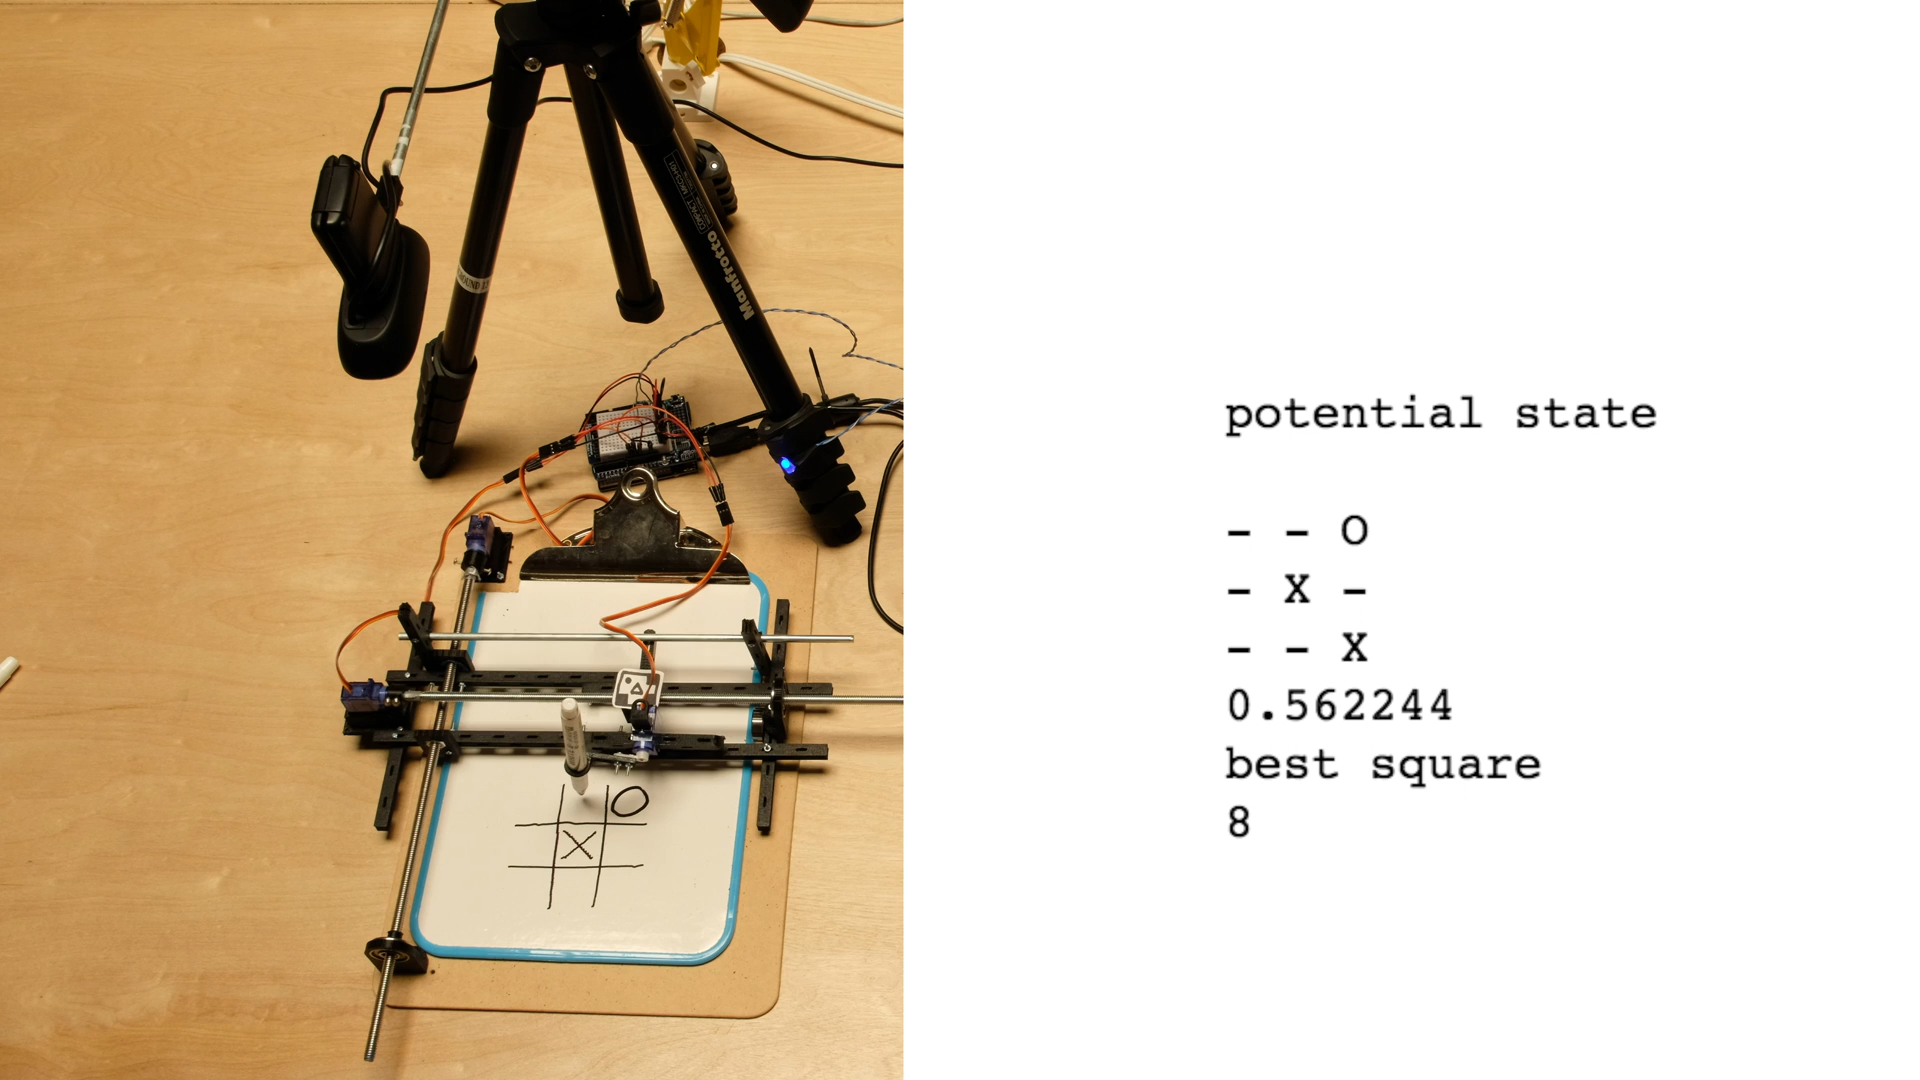 Manfrotto
O
X
potential state
- - O
- X -
- - X
0.562244
best square
8